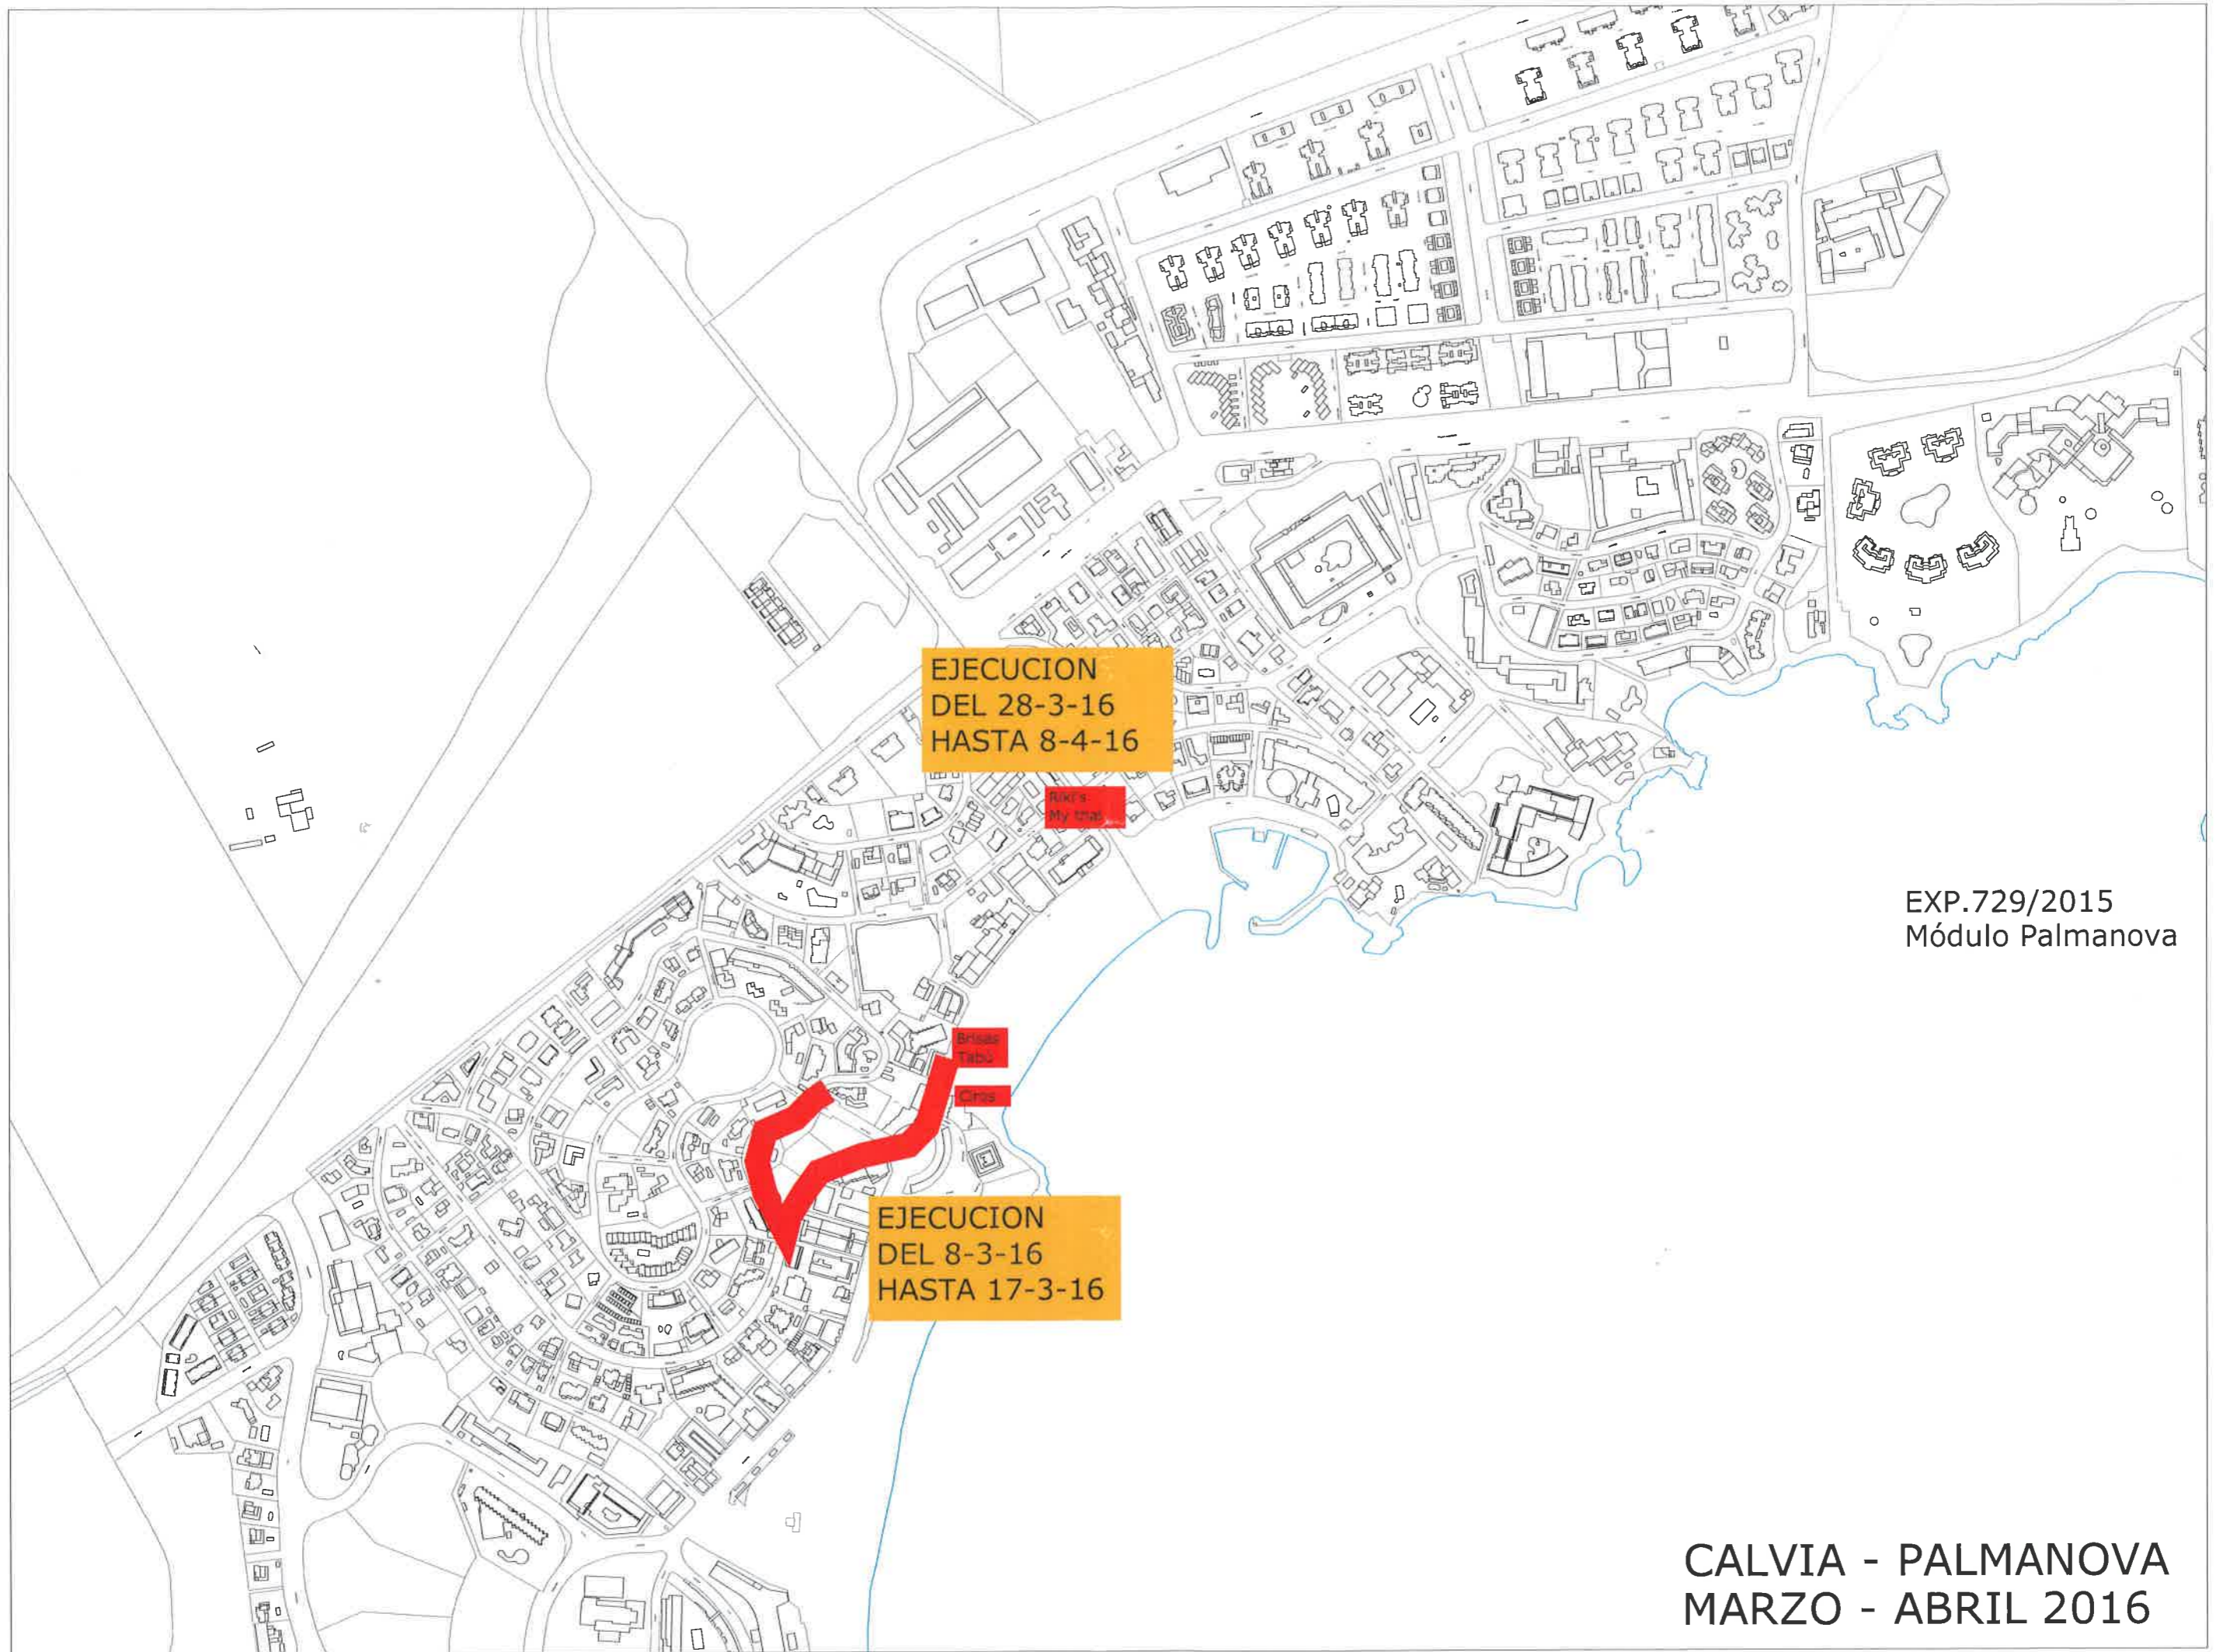 EJECUCION
DEL 28-3-16
HASTA 8-4-16
Riki's
My thai
EXP.729/2015
Módulo Palmanova
Brisas
Tabú
Ciros
EJECUCION
DEL 8-3-16
HASTA 17-3-16
CALVIA - PALMANOVA
MARZO - ABRIL 2016